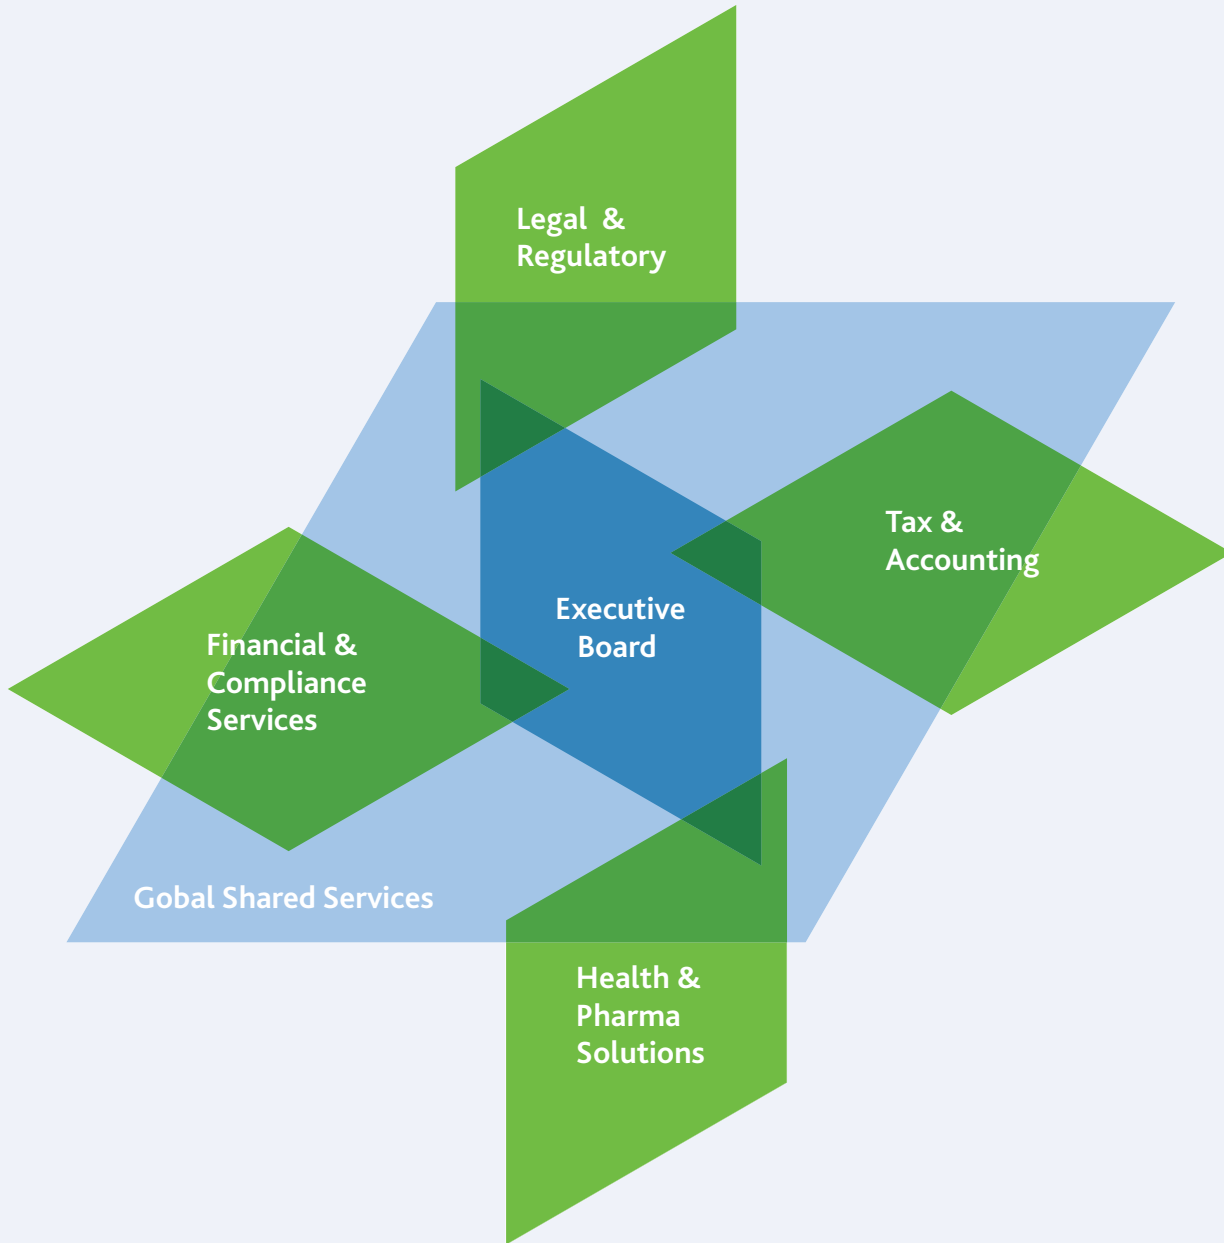 Legal & 
Regulatory
Tax &
Accounting
Executive
Board
Financial &
Compliance
Services
Gobal Shared Services
Health &
Pharma
Solutions